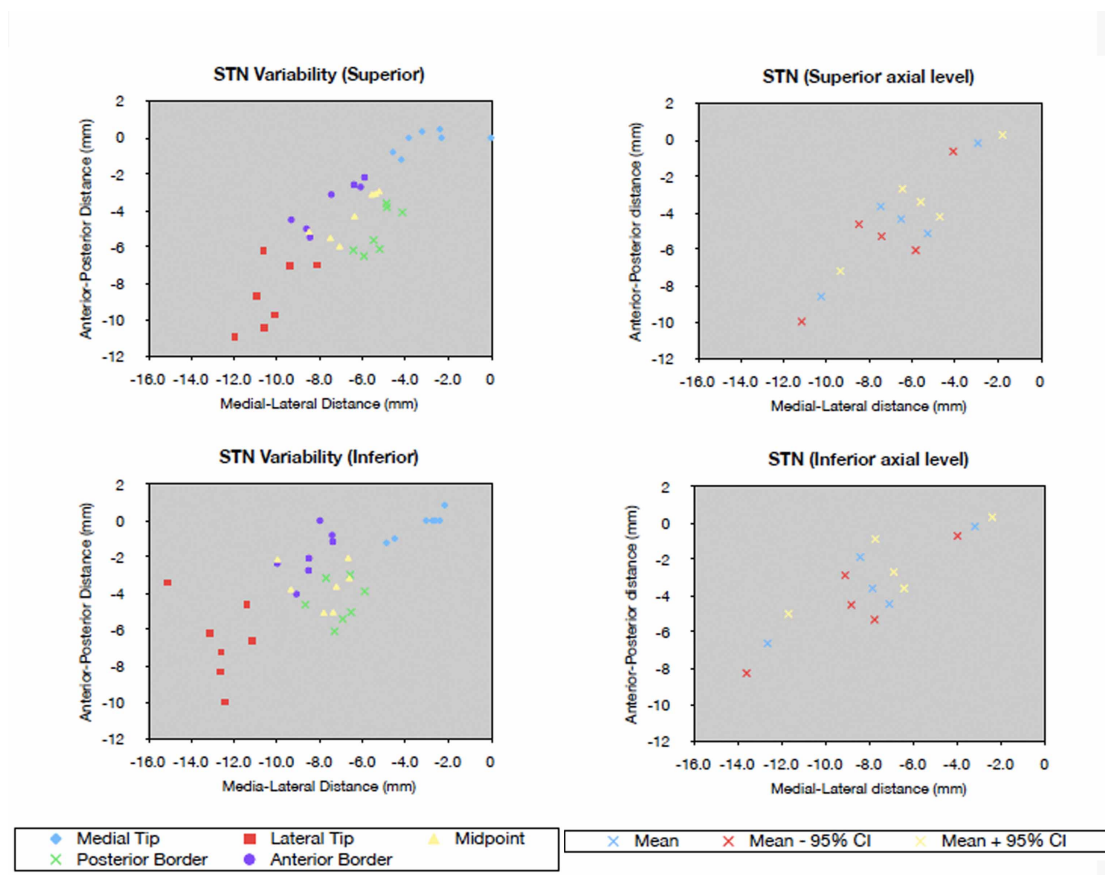 STN Variability (Superior)
Anterior-Posterior Distance (mm)
2
0
-2
-4
-6
-8
-10
-12
-16.0 -14.0 -12.0 -10.0 -8.0 -6.0 -4.0 -2.0 0
Medial-Lateral Distance (mm)
STN (Superior axial level)
Anterior-Posterior distance (mm)
2
0
-2
-4
-6
-8
-10
-12
-16.0 -14.0 -12.0 -10.0 -8.0 -6.0 -4.0 -2.0 0
Medial-Lateral distance (mm)
STN Variability (Inferior)
Anterior-Posterior Distance (mm)
2
0
-2
-4
-6
-8
-10
-12
-16.0 -14.0 -12.0 -10.0 -8.0 -6.0 -4.0 -2.0 0
Media-Lateral Distance (mm)
STN (Inferior axial level)
Anterior-Posterior distance (mm)
2
0
-2
-4
-6
-8
-10
-12
-16.0 -14.0 -12.0 -10.0 -8.0 -6.0 -4.0 -2.0 0
Medial-Lateral distance (mm)
Medial Tip Lateral Tip Midpoint
Posterior Border Anterior Border
Mean Mean - 95% CI Mean + 95% CI